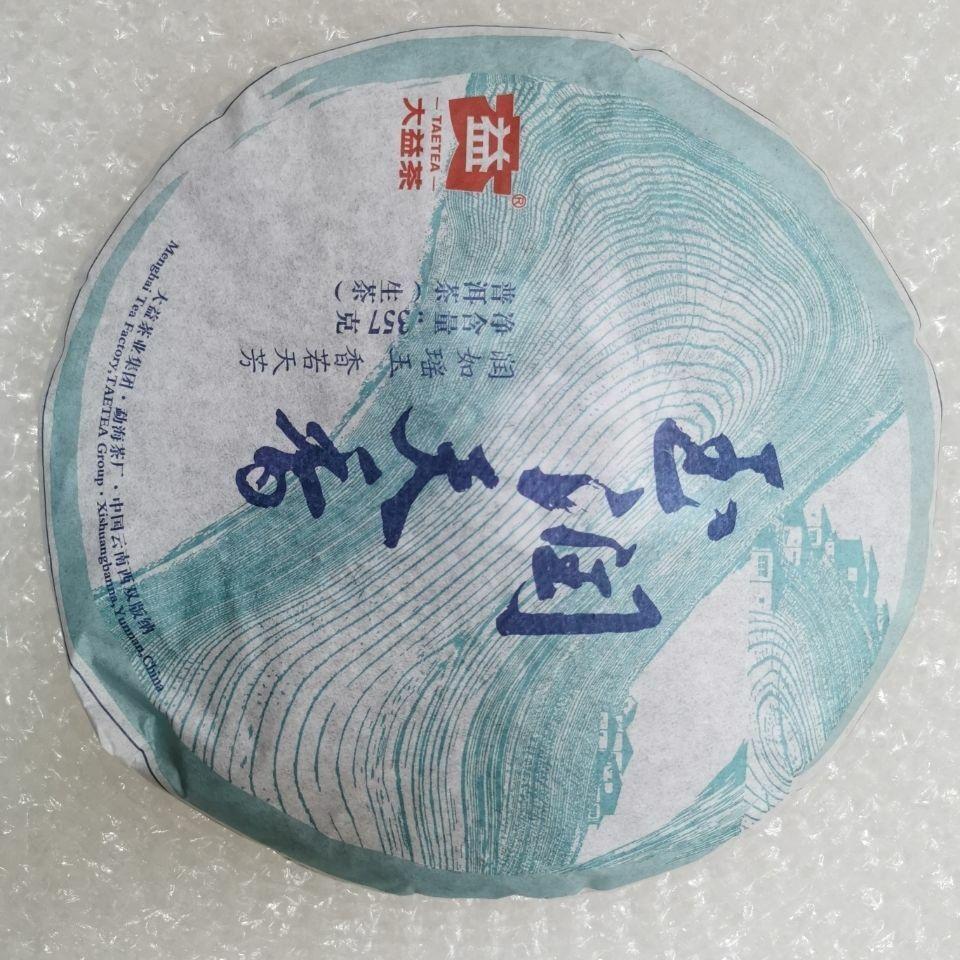 益®
— TAETEA —
大益茶
玉润天香
润如瑶玉 香若天芳
净含量：357克
普洱茶（生茶）
大益茶业集团·勐海茶厂·中国云南西双版纳
Menghai Tea Factory,TAETEA Group·Xishuangbanna,Yunnan,China